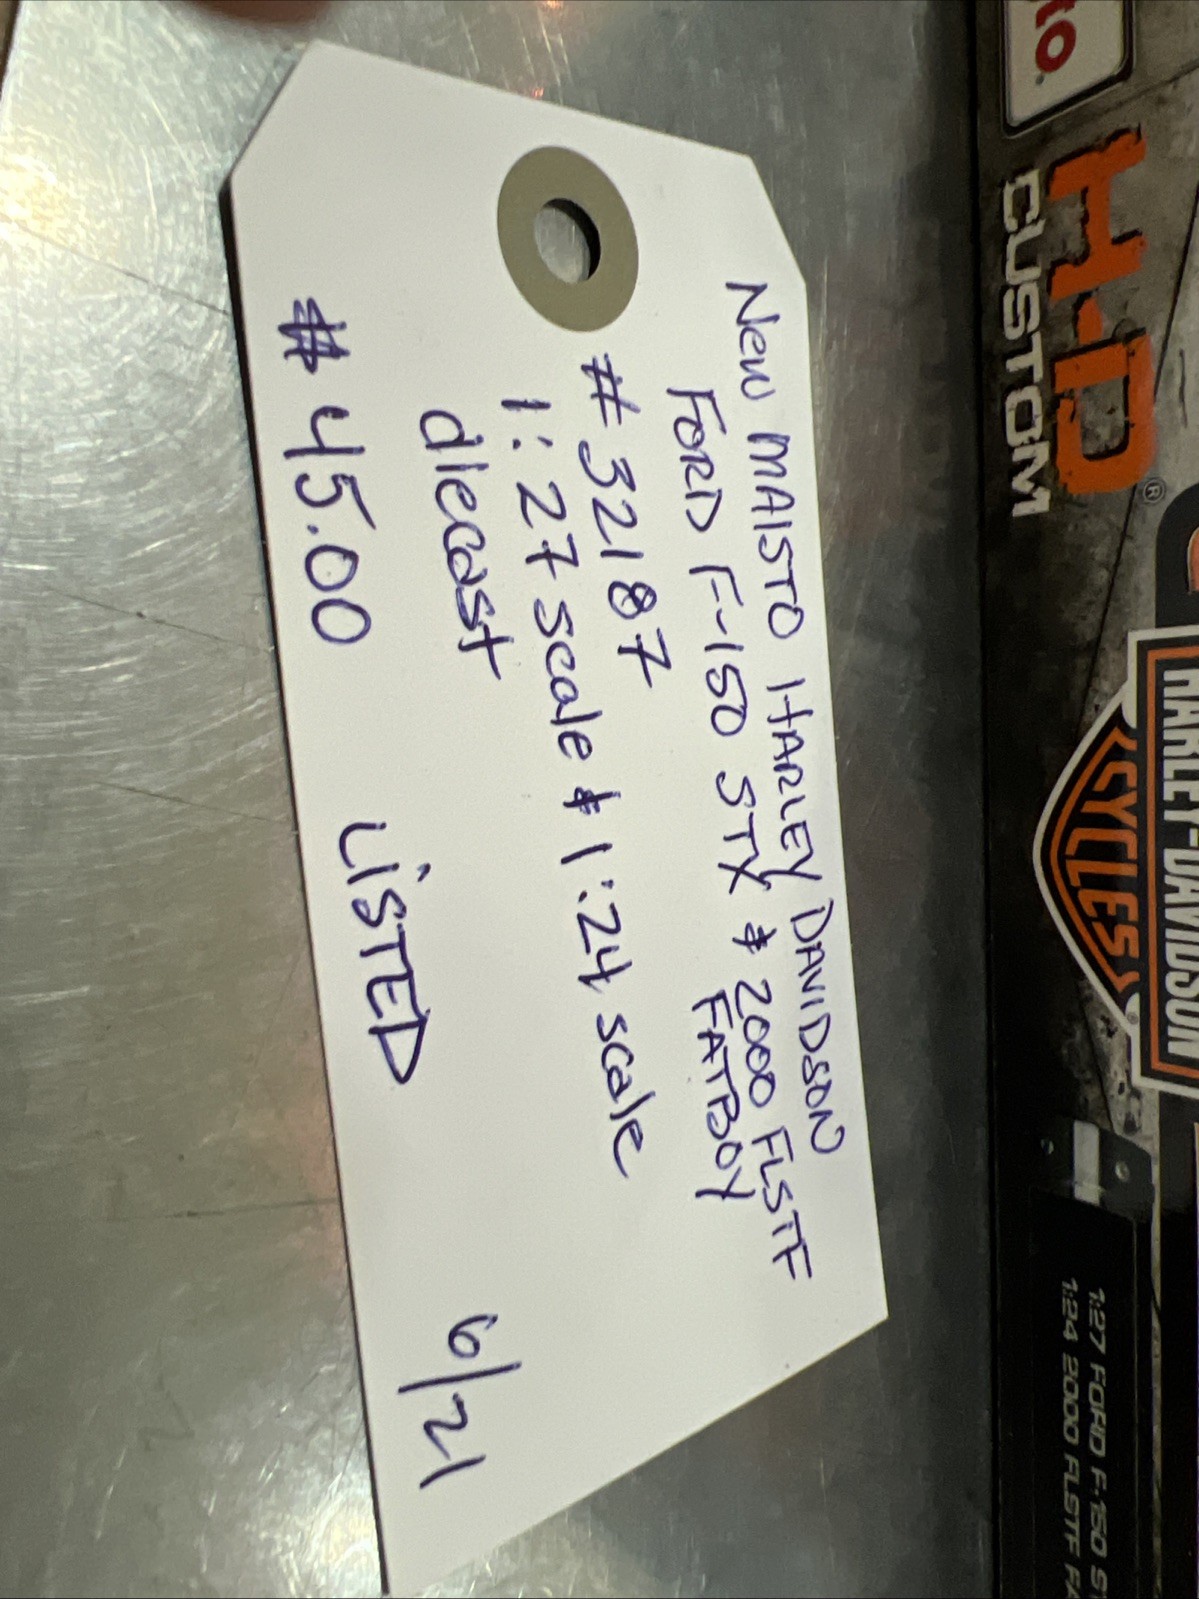 to
H-D
CUSTOM
HARLEY-DAVIDSON
CYCLES
1:27 FORD F-150
1:24 2000 FLSTF
New MAISTO HARLEY DAVIDSON
FORD F-150 STX & 2000 FLSTF
FATBOY
# 32187
1:27 scale & 1:24 scale
diecast
# 45.00 LiSTED 6/21